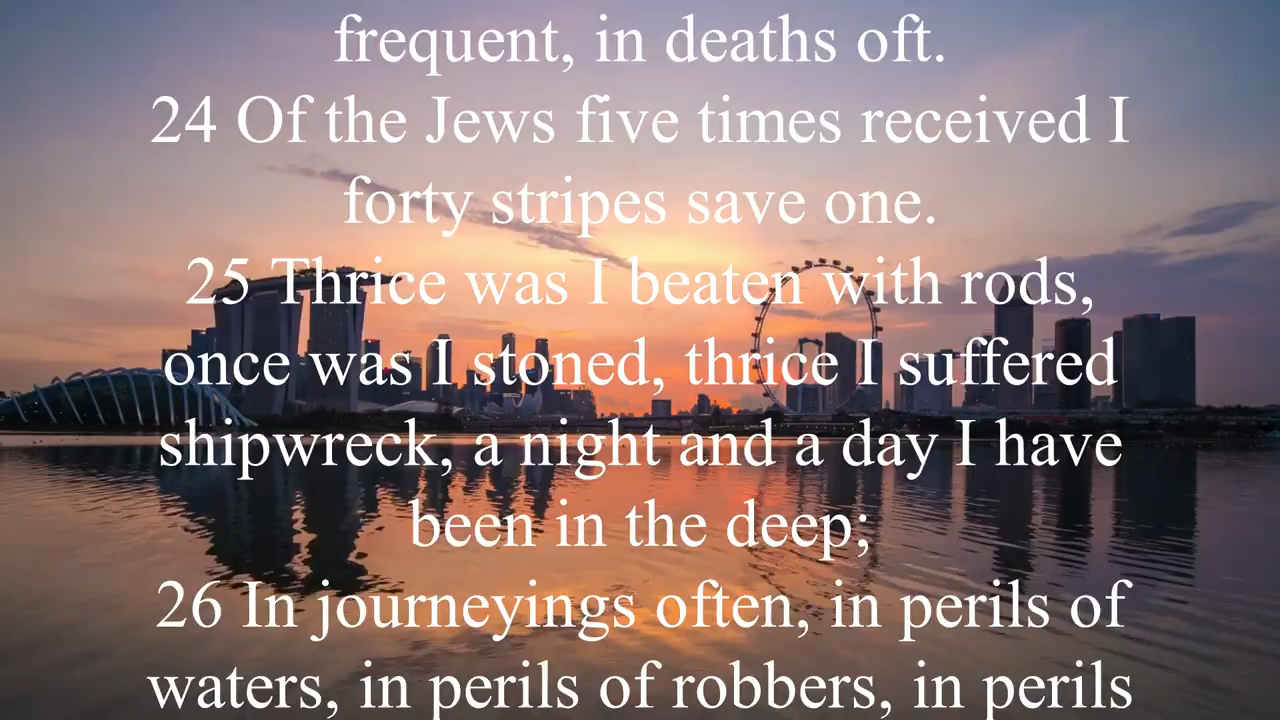 frequent, in deaths oft.
24 Of the Jews five times received I
forty stripes save one.
25 Thrice was I beaten with rods,
once was I stoned, thrice I suffered
shipwreck, a night and a day I have
been in the deep;
26 In journeyings often, in perils of
waters, in perils of robbers, in perils